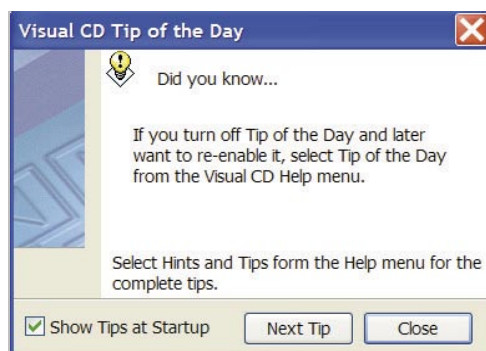 Visual CD Tip of the Day
Did you know...
If you turn off Tip of the Day and later
want to re-enable it, select Tip of the Day
from the Visual CD Help menu.
Select Hints and Tips form the Help menu for the
complete tips.
Show Tips at Startup
Next Tip
Close